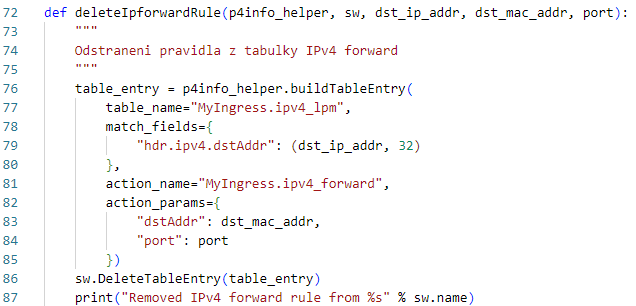 72 def deleteIpforwardRule(p4info_helper, sw, dst_ip_addr, dst_mac_addr, port):
73     """
74     Odstraneni pravidla z tabulky IPv4 forward
75     """
76     table_entry = p4info_helper.buildTableEntry(
77         table_name="MyIngress.ipv4_lpm",
78         match_fields={
79             "hdr.ipv4.dstAddr": (dst_ip_addr, 32)
80         },
81         action_name="MyIngress.ipv4_forward",
82         action_params={
83             "dstAddr": dst_mac_addr,
84             "port": port
85         })
86     sw.DeleteTableEntry(table_entry)
87     print("Removed IPv4 forward rule from %s" % sw.name)